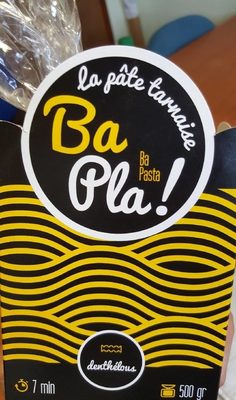 la pâte tarnaise
Ba
Ba
Pasta
Pla!
denthélous
7 min
500 gr